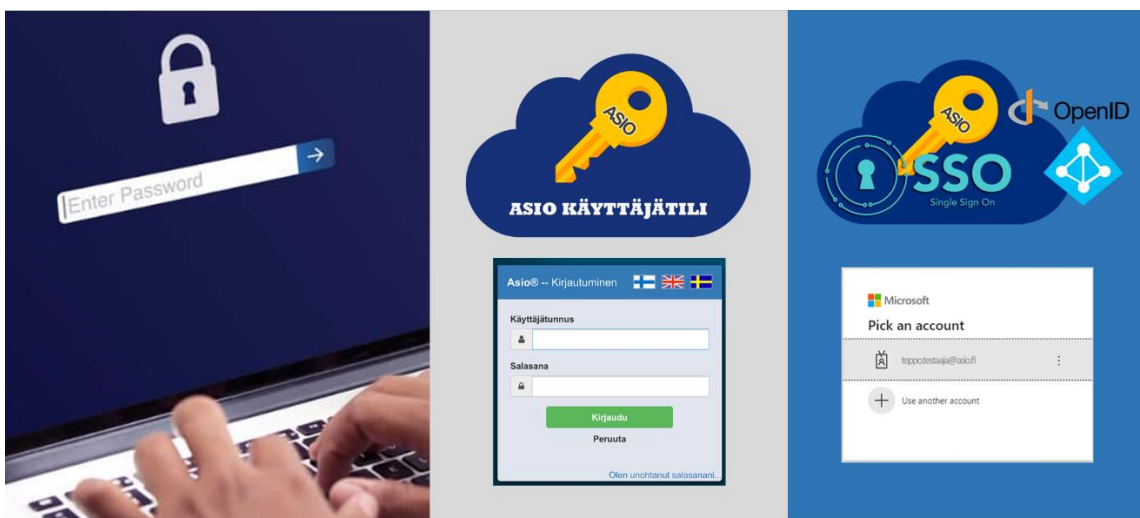 Enter Password
ASIO
ASIO KÄYTTÄJÄTILI
Asio® -- Kirjautuminen
Käyttäjätunnus
Salasana
Kirjaudu
Peruuta
Olen unohtanut salasanani...
ASIO
OpenID
SSO
Single Sign On
Microsoft
Pick an account
teppo.testaaja@asio.fi
Use another account